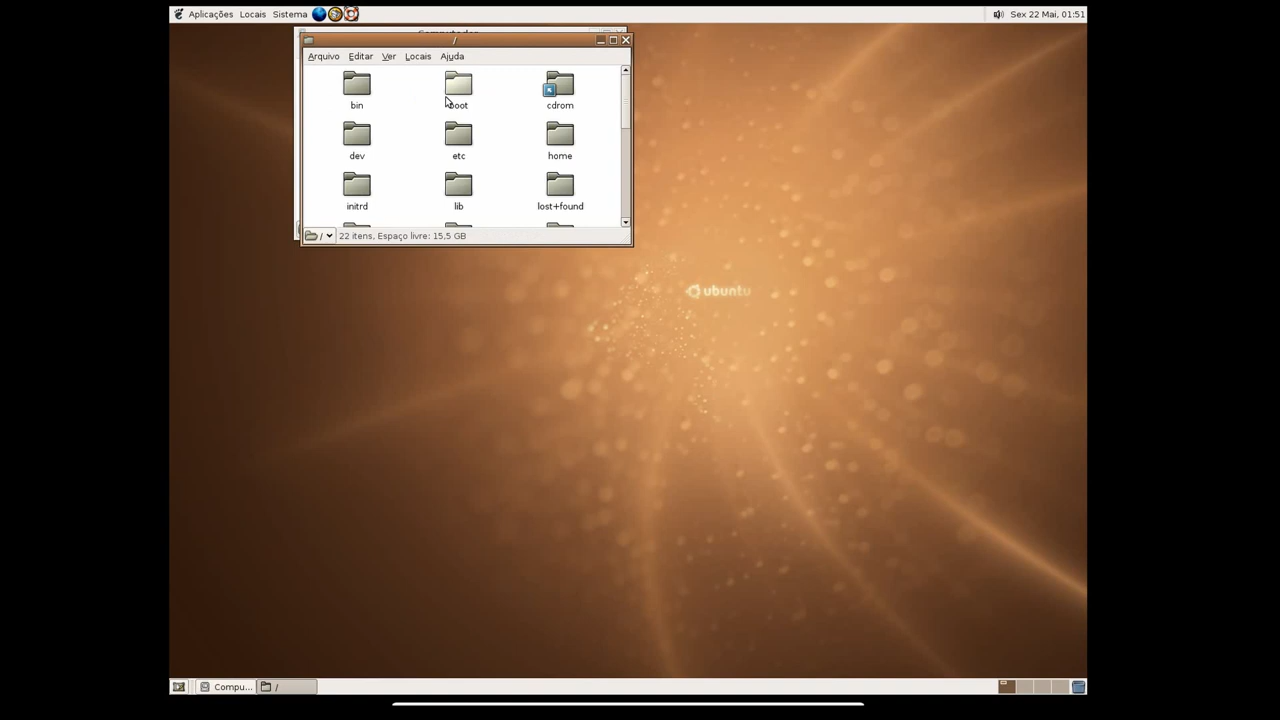 Aplicações Locais Sistema
Sex 22 Mai, 01:51
/
Arquivo Editar Ver Locais Ajuda
bin boot cdrom
dev etc home
initrd lib lost+found
/ 22 itens, Espaço livre: 15,5 GB
ubuntu
Compu... /